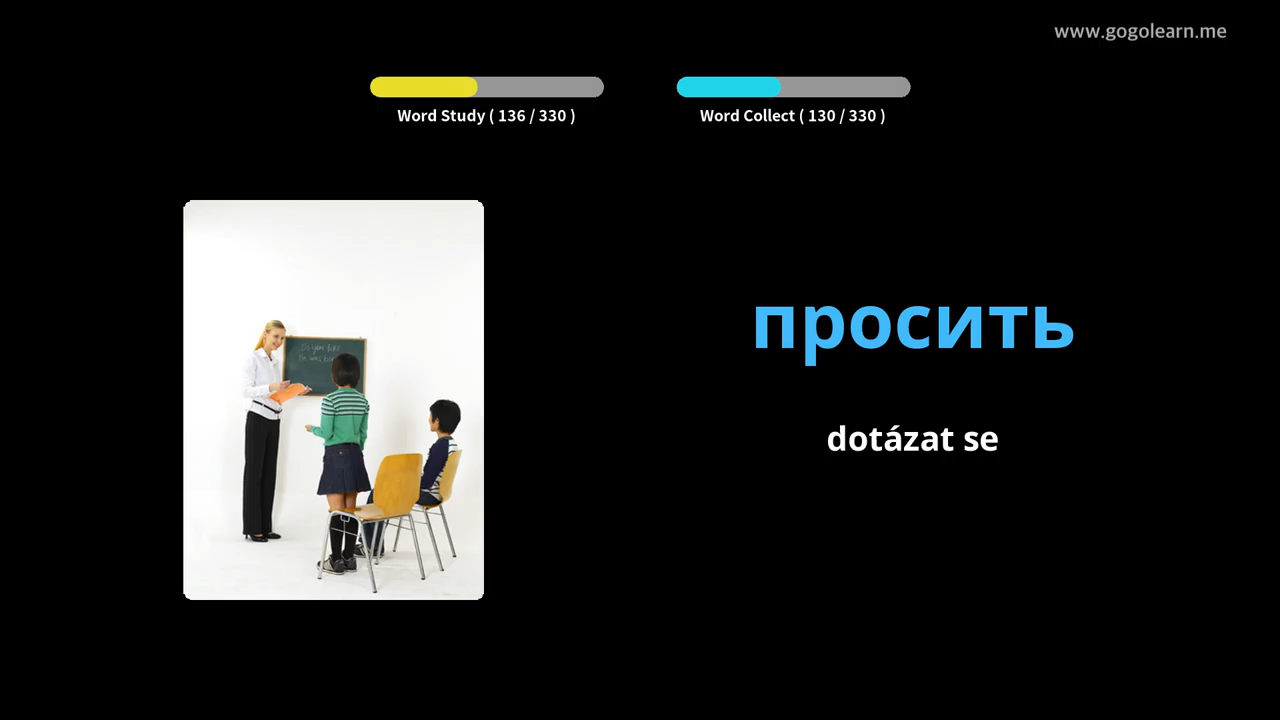 www.gogolearn.me
Word Study ( 136 / 330 )
Word Collect ( 130 / 330 )
просить
dotázat se